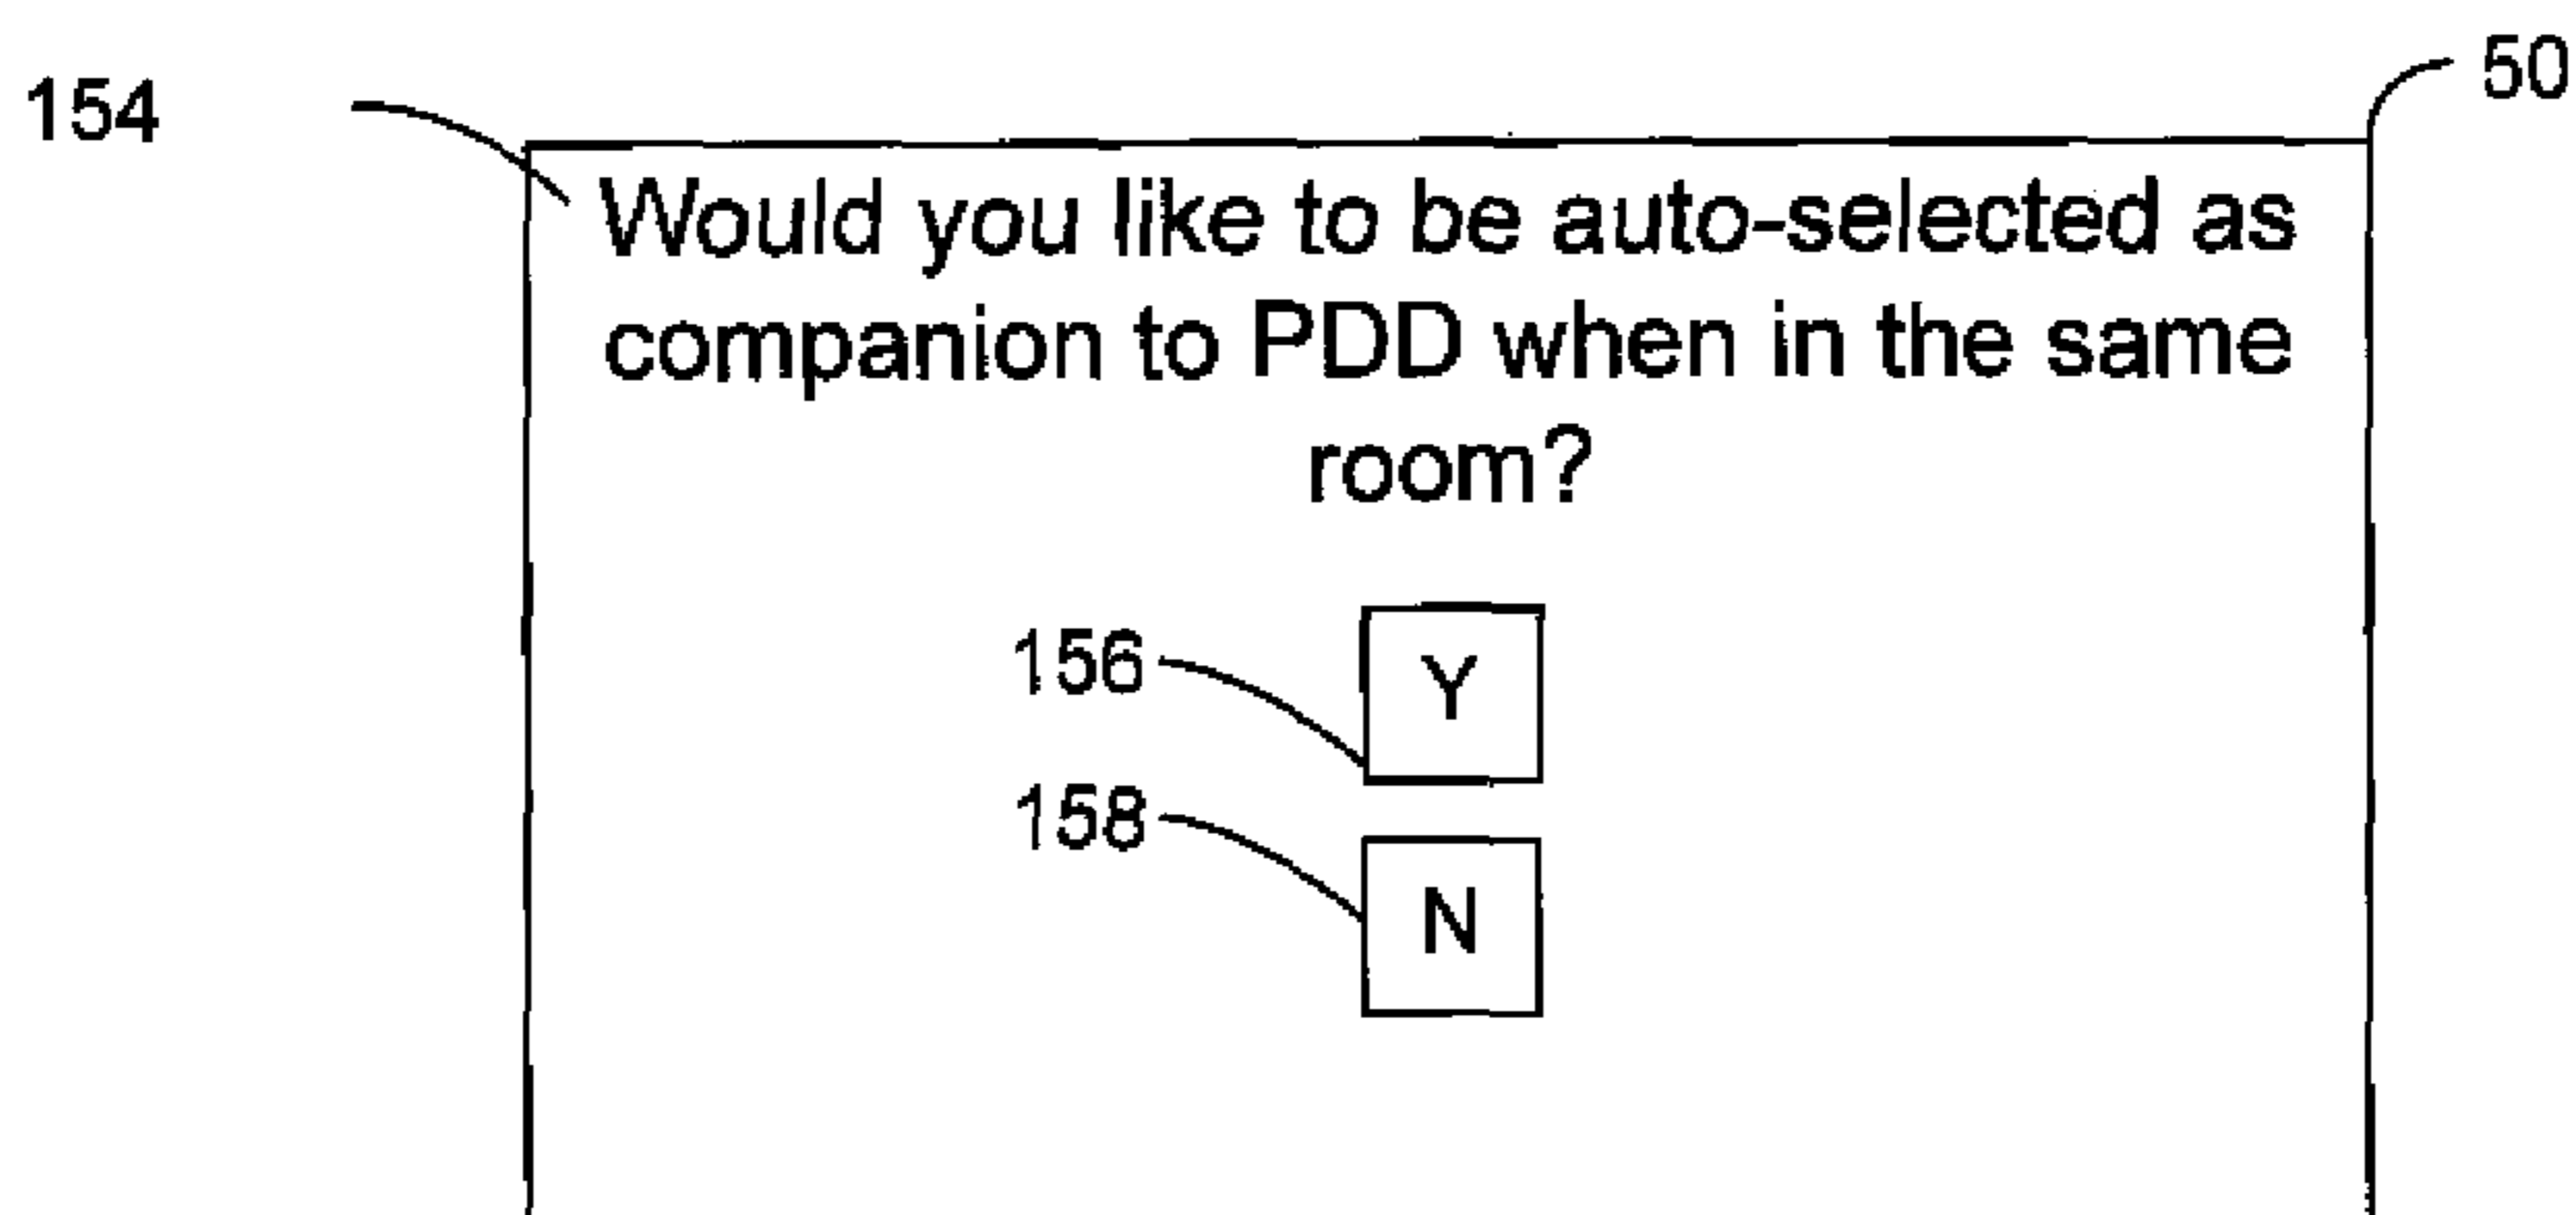 154
50
Would you like to be auto-selected as
companion to PDD when in the same
room?
156
Y
158
N